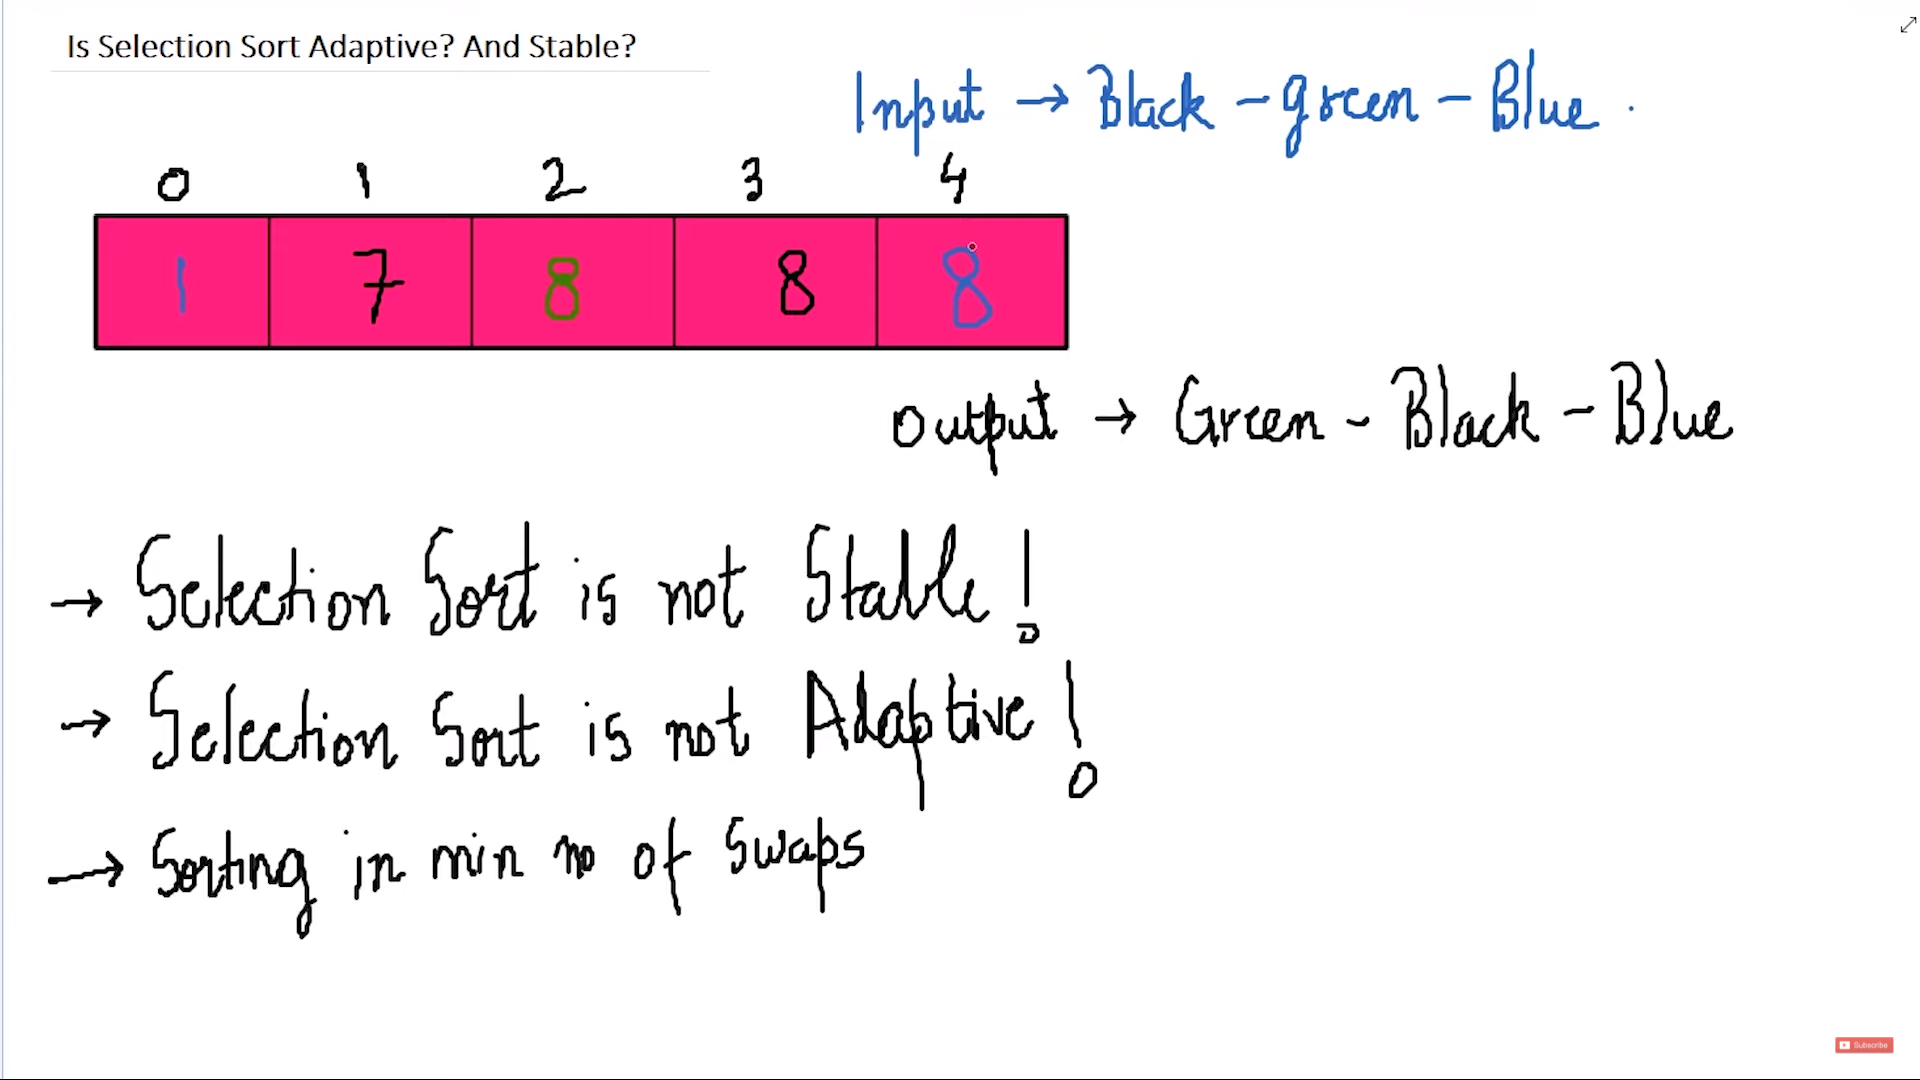 Is Selection Sort Adaptive? And Stable?
Input → Black - green - Blue .
0 1 2 3 4
1 7 8 8 8
Output → Green - Black - Blue
→ Selection Sort is not Stable!
→ Selection Sort is not Adaptive!
→ Sorting in min no of Swaps
Subscribe